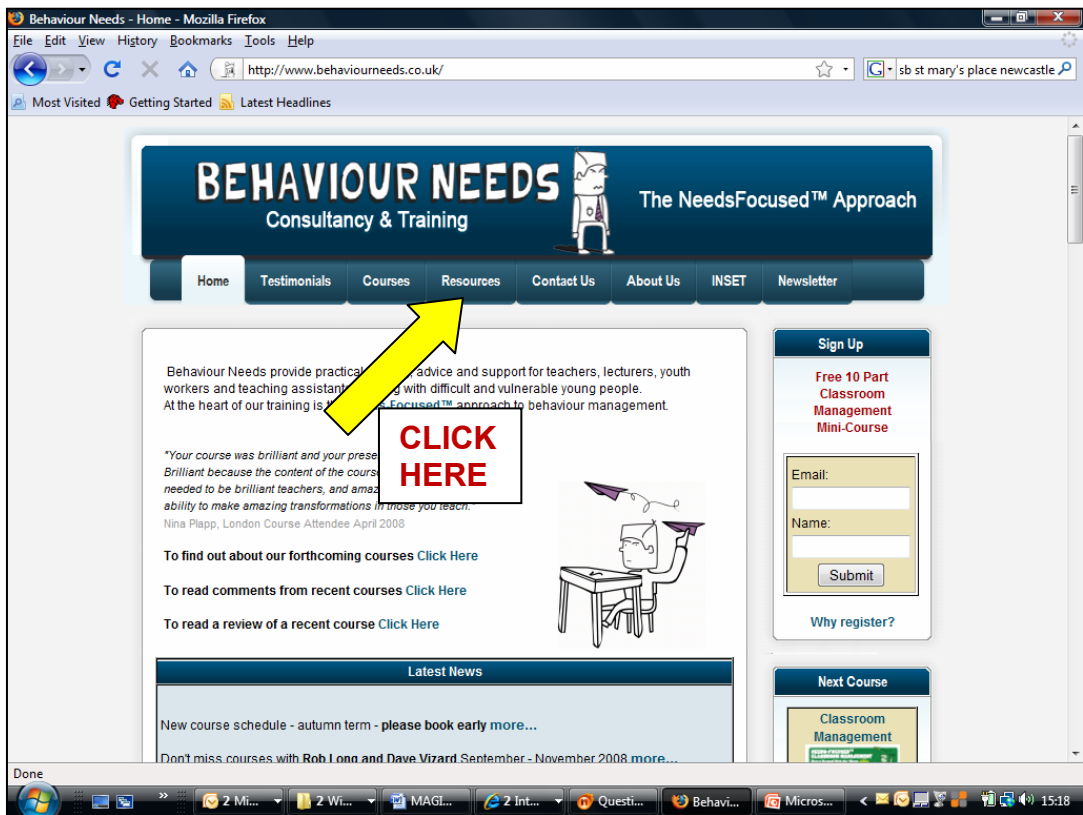 Behaviour Needs - Home - Mozilla Firefox
File Edit View History Bookmarks Tools Help
http://www.behaviourneeds.co.uk/
sb st mary's place newcastle
Most Visited Getting Started Latest Headlines
BEHAVIOUR NEEDS
Consultancy & Training
The NeedsFocused™ Approach
Home Testimonials Courses Resources Contact Us About Us INSET Newsletter
Behaviour Needs provide practical advice and support for teachers, lecturers, youth
workers and teaching assistants with difficult and vulnerable young people.
At the heart of our training is Focused™ approach to behaviour management.
CLICK
HERE
"Your course was brilliant and your
Brilliant because the content of the
needed to be brilliant teachers, and
ability to make amazing transformations in those you teach."
Nina Plapp, London Course Attendee April 2008
To find out about our forthcoming courses Click Here
To read comments from recent courses Click Here
To read a review of a recent course Click Here
Latest News
New course schedule - autumn term - please book early more...
Don't miss courses with Rob Long and Dave Vizard September - November 2008 more...
Sign Up
Free 10 Part
Classroom
Management
Mini-Course
Email:
Name:
Submit
Why register?
Next Course
Classroom
Management
Done
2 Mi... 2 Wi... MAGI... 2 Int... Questi... Behavi... Micros... 15:18